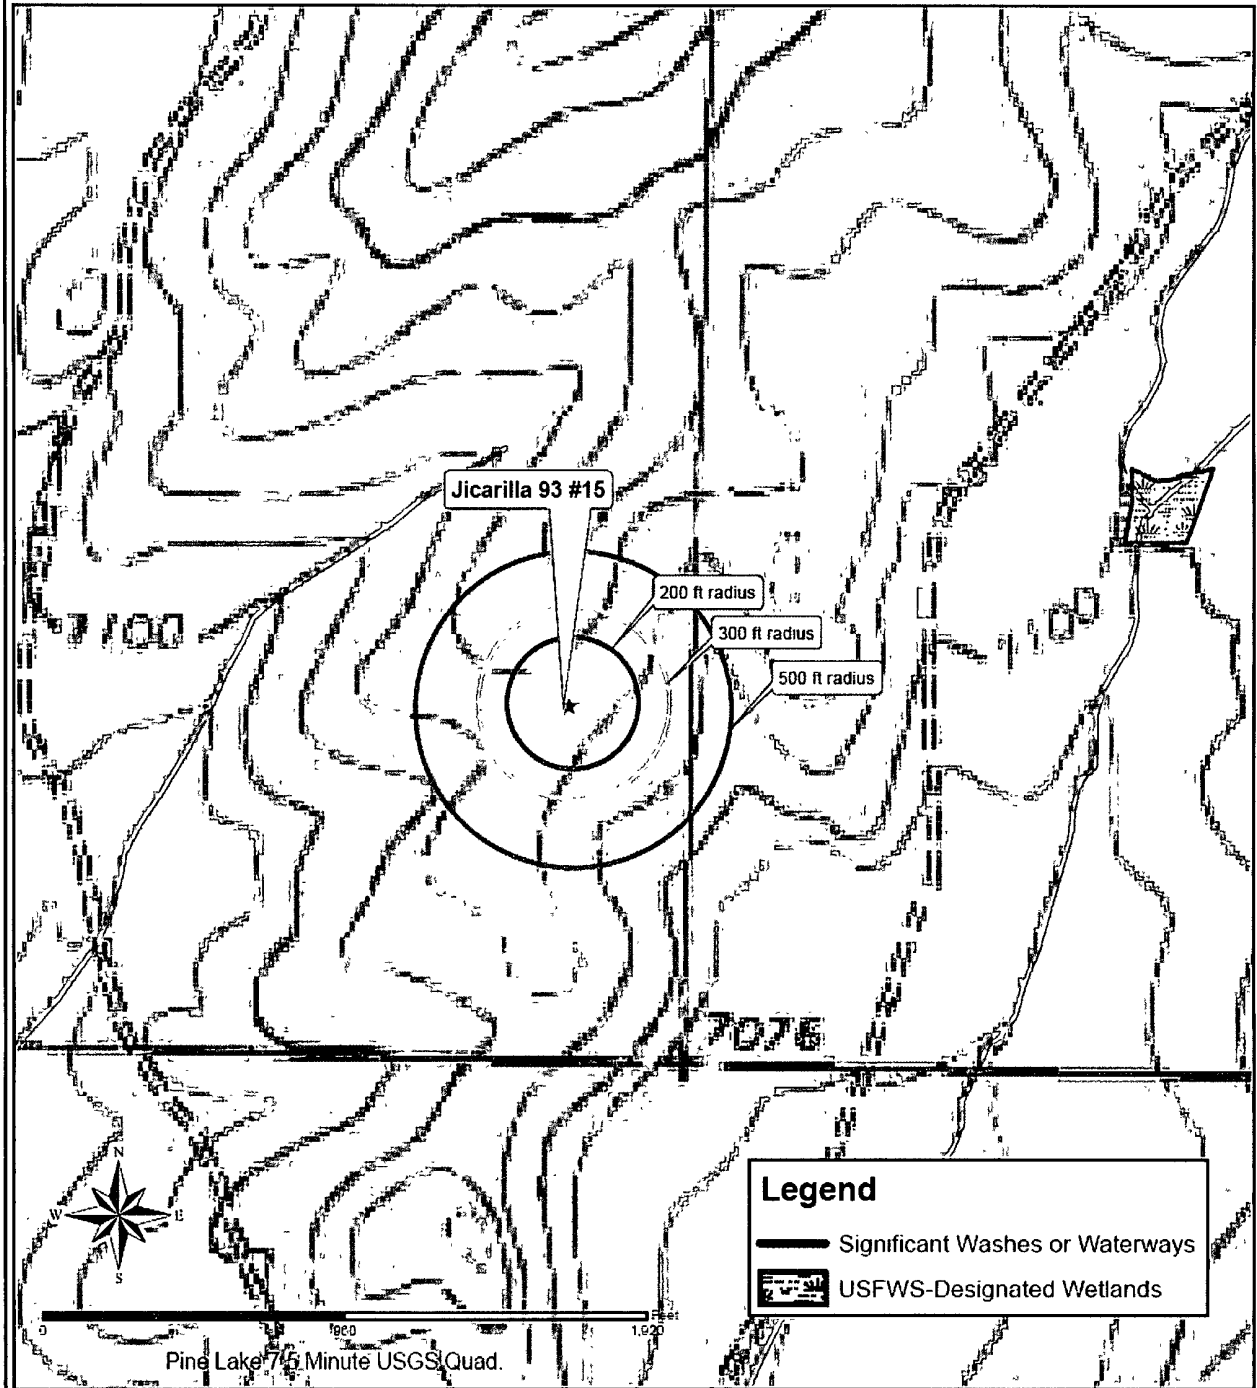 Jicarilla 93 #15
200 ft radius
300 ft radius
500 ft radius
7076
N
W E
S
Legend
Significant Washes or Waterways
USFWS-Designated Wetlands
Feet
0 960 1,920
Pine Lake 7.5 Minute USGS Quad.